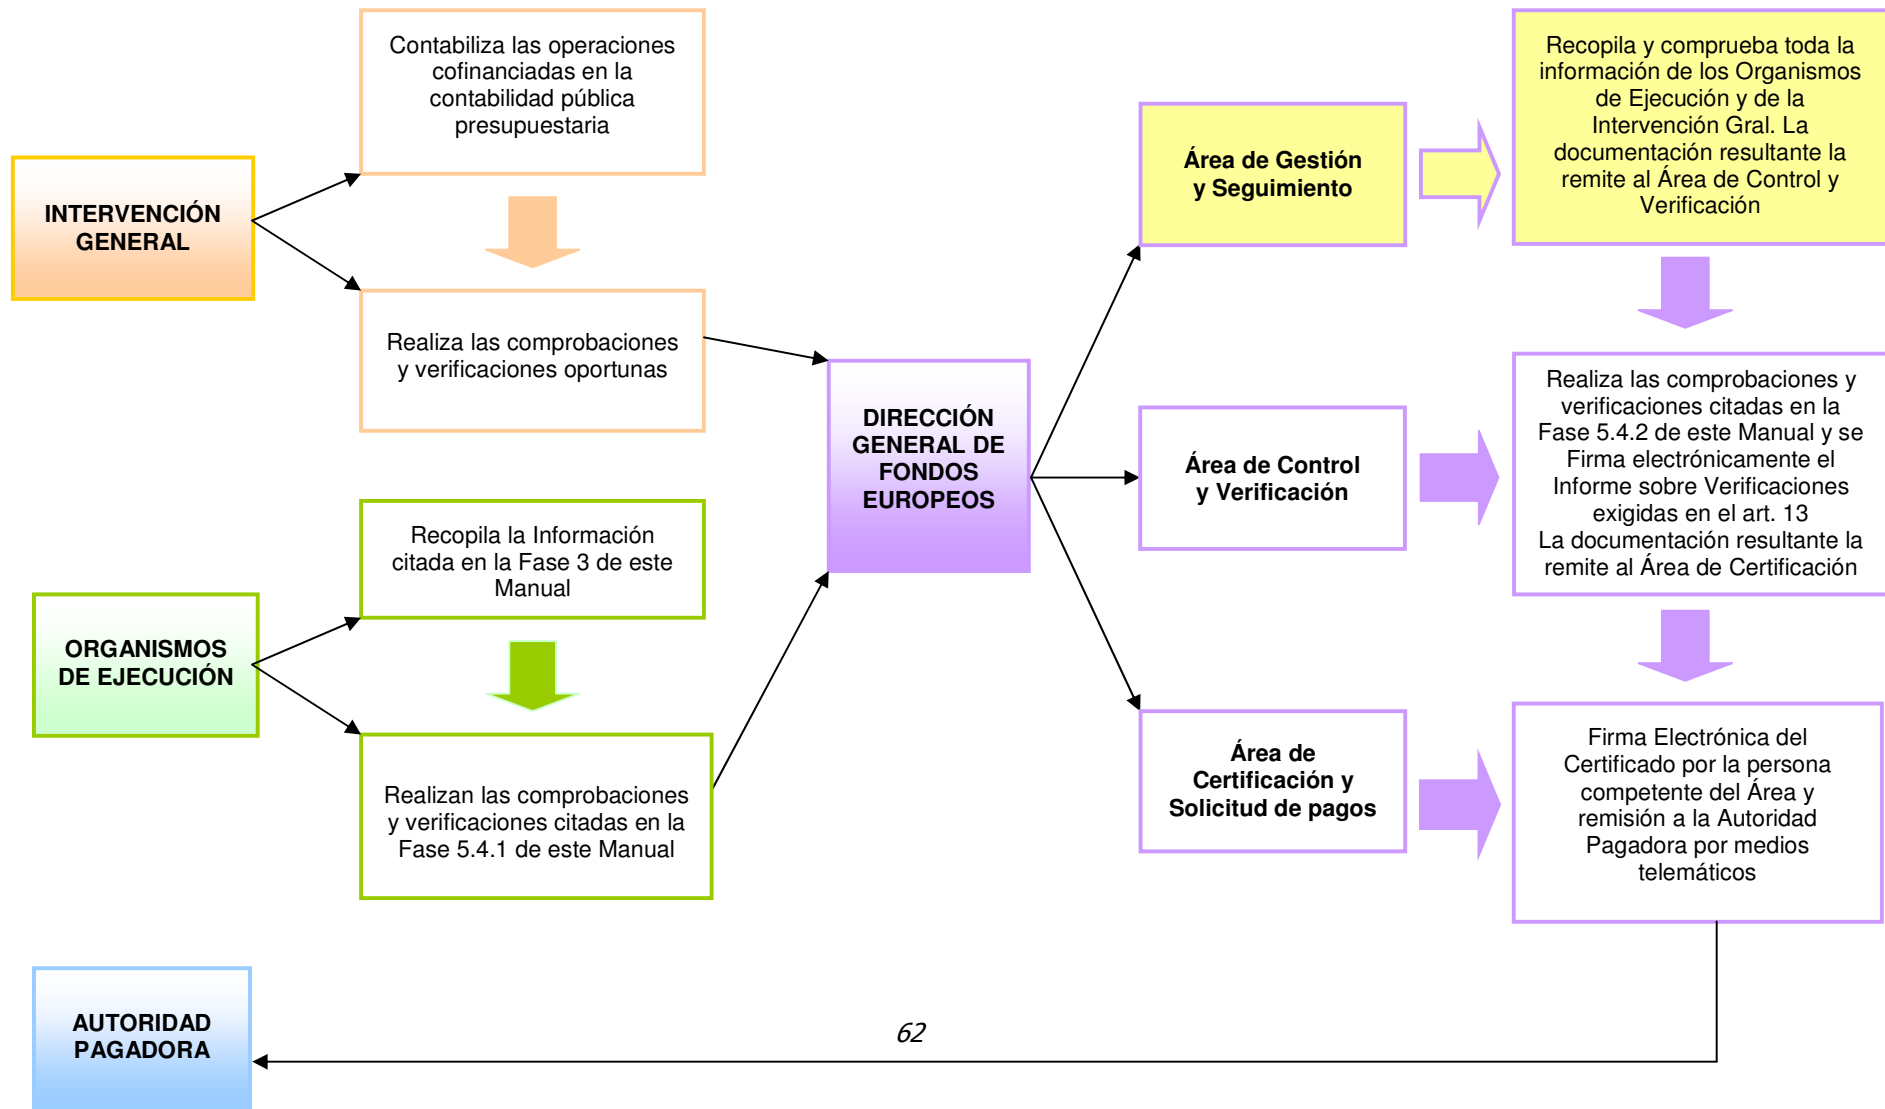 Contabiliza las operaciones
cofinanciadas en la
contabilidad pública
presupuestaria
INTERVENCIÓN
GENERAL
Realiza las comprobaciones
y verificaciones oportunas
Recopila la Información
citada en la Fase 3 de este
Manual
ORGANISMOS
DE EJECUCIÓN
Realizan las comprobaciones
y verificaciones citadas en la
Fase 5.4.1 de este Manual
DIRECCIÓN
GENERAL DE
FONDOS
EUROPEOS
Área de Gestión
y Seguimiento
Recopila y comprueba toda la
información de los Organismos
de Ejecución y de la
Intervención Gral. La
documentación resultante la
remite al Área de Control y
Verificación
Área de Control
y Verificación
Realiza las comprobaciones y
verificaciones citadas en la
Fase 5.4.2 de este Manual y se
Firma electrónicamente el
Informe sobre Verificaciones
exigidas en el art. 13
La documentación resultante la
remite al Área de Certificación
Área de
Certificación y
Solicitud de pagos
Firma Electrónica del
Certificado por la persona
competente del Área y
remisión a la Autoridad
Pagadora por medios
telemáticos
AUTORIDAD
PAGADORA
62